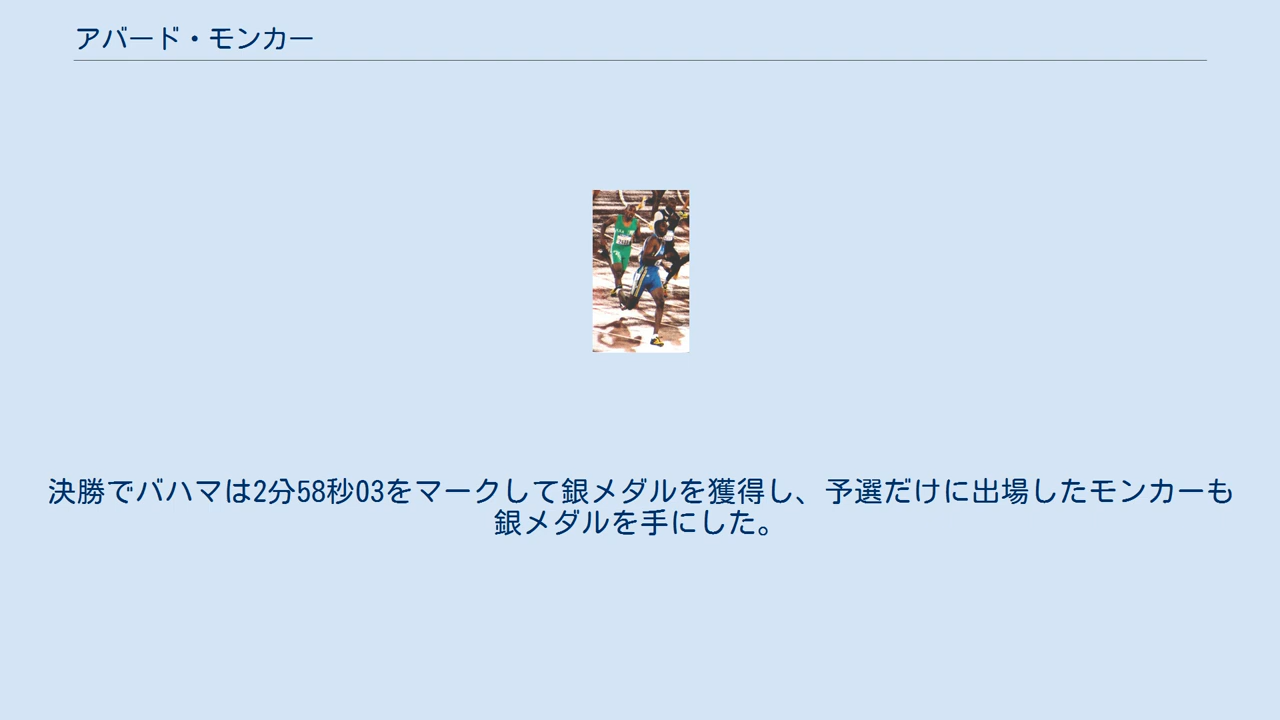 アバード・モンカー
決勝でバハマは2分58秒03をマークして銀メダルを獲得し、予選だけに出場したモンカーも
銀メダルを手にした。